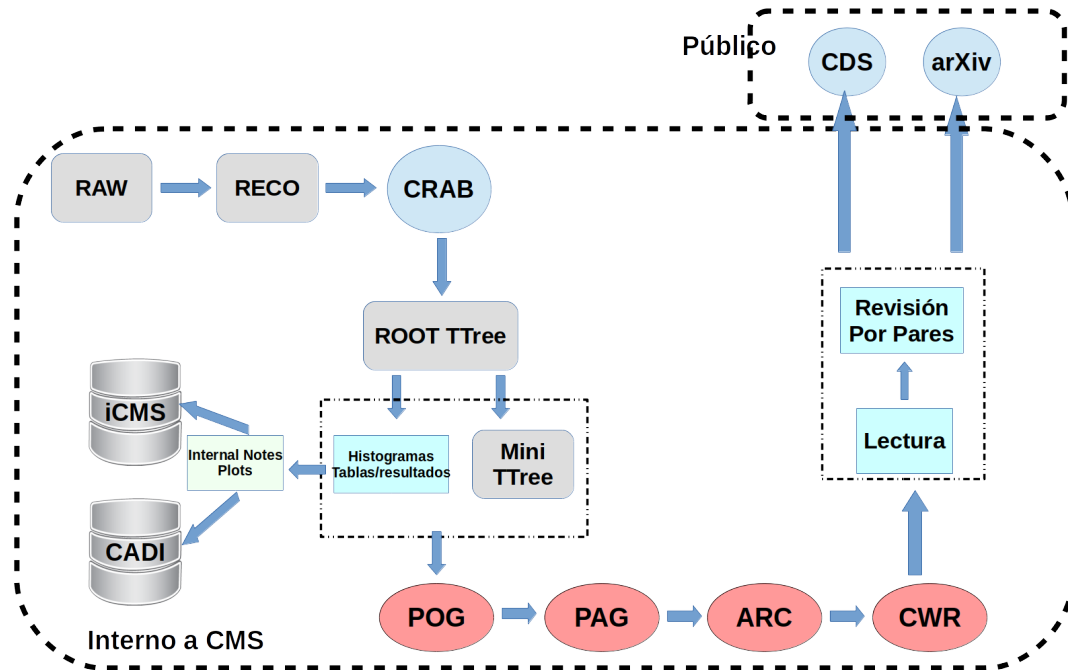 Público
CDS
arXiv
RAW
RECO
CRAB
ROOT TTree
iCMS
Internal Notes
Plots
Histogramas
Tablas/resultados
Mini
TTree
CADI
Revisión
Por Pares
Lectura
POG
PAG
ARC
CWR
Interno a CMS